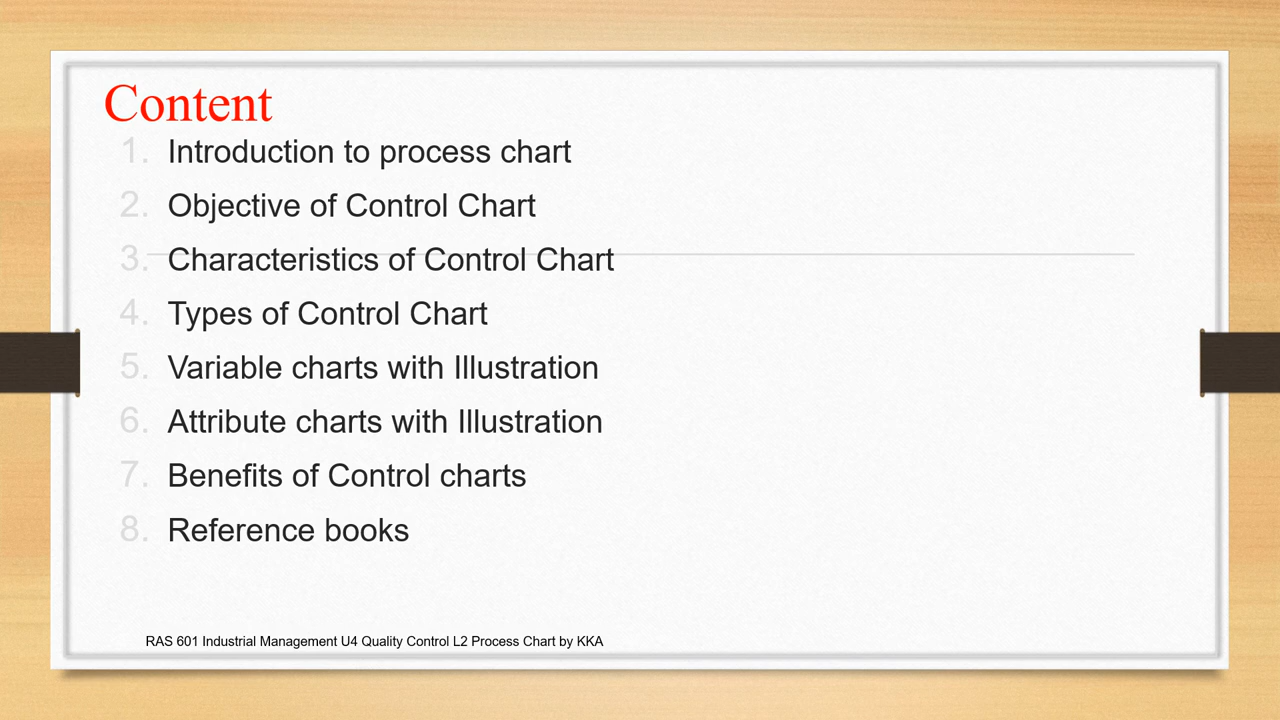 Content
1. Introduction to process chart
2. Objective of Control Chart
3. Characteristics of Control Chart
4. Types of Control Chart
5. Variable charts with Illustration
6. Attribute charts with Illustration
7. Benefits of Control charts
8. Reference books
RAS 601 Industrial Management U4 Quality Control L2 Process Chart by KKA